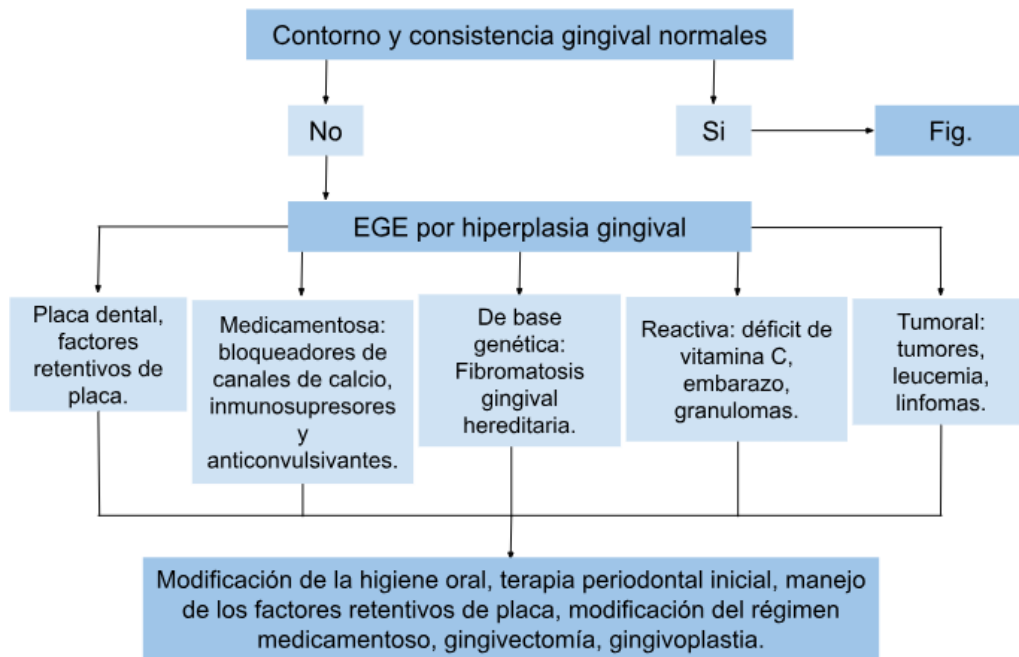 Contorno y consistencia gingival normales
No
Si
Fig.
EGE por hiperplasia gingival
Placa dental,
factores
retentivos de
placa.
Medicamentosa:
bloqueadores de
canales de calcio,
inmunosupresores
y
anticonvulsivantes.
De base
genética:
Fibromatosis
gingival
hereditaria.
Reactiva: déficit de
vitamina C,
embarazo,
granulomas.
Tumoral:
tumores,
leucemia,
linfomas.
Modificación de la higiene oral, terapia periodontal inicial, manejo
de los factores retentivos de placa, modificación del régimen
medicamentoso, gingivectomía, gingivoplastia.